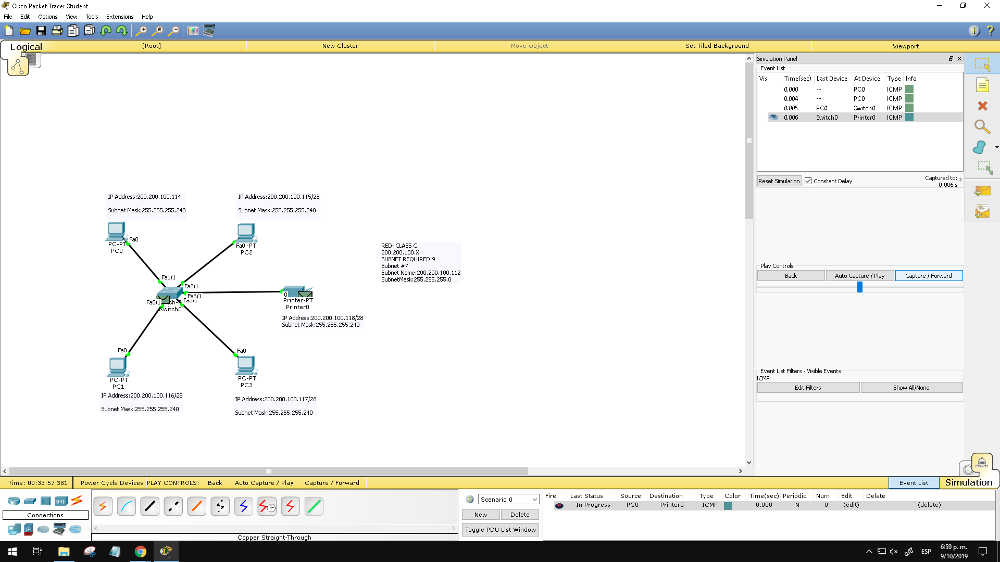 Cisco Packet Tracer Student
File Edit Options View Tools Extensions Help
Logical [Root] New Cluster Move Object Set Tiled Background Viewport
Simulation Panel
Event List
Vis. Time(sec) Last Device At Device Type Info
0.000 -- PC0 ICMP
0.004 -- PC0 ICMP
0.005 PC0 Switch0 ICMP
0.006 Switch0 Printer0 ICMP
Reset Simulation Constant Delay Captured to:
0.006 s
IP Address:200.200.100.114
Subnet Mask:255.255.255.240
IP Address:200.200.100.115/28
Subnet Mask:255.255.255.240
Fa0
PC-PT
PC0
Fa0 -PT
PC2
RED- CLASS C
200.200.100.X
SUBNET REQUIRED:9
Subnet #7
Subnet Name:200.200.100.112
SubnetMask:255.255.255.0
Fa1/1
Fa2/1
Fa6/1
Fa0/1
Switch0
0
Printer-PT
Printer0
IP Address:200.200.100.118/28
Subnet Mask:255.255.255.240
Fa0
PC-PT
PC1
IP Address:200.200.100.116/28
Subnet Mask:255.255.255.240
Fa0
PC-PT
PC3
IP Address:200.200.100.117/28
Subnet Mask:255.255.255.240
Play Controls
Back Auto Capture / Play Capture / Forward
Event List Filters - Visible Events
ICMP
Edit Filters Show All/None
Time: 00:33:57.381 Power Cycle Devices PLAY CONTROLS: Back Auto Capture / Play Capture / Forward Event List Simulation
Connections
Copper Straight-Through
Scenario 0
New Delete
Toggle PDU List Window
Fire Last Status Source Destination Type Color Time(sec) Periodic Num Edit Delete
In Progress PC0 Printer0 ICMP 0.000 N 0 (edit) (delete)
ESP
6:59 p. m.
9/10/2019